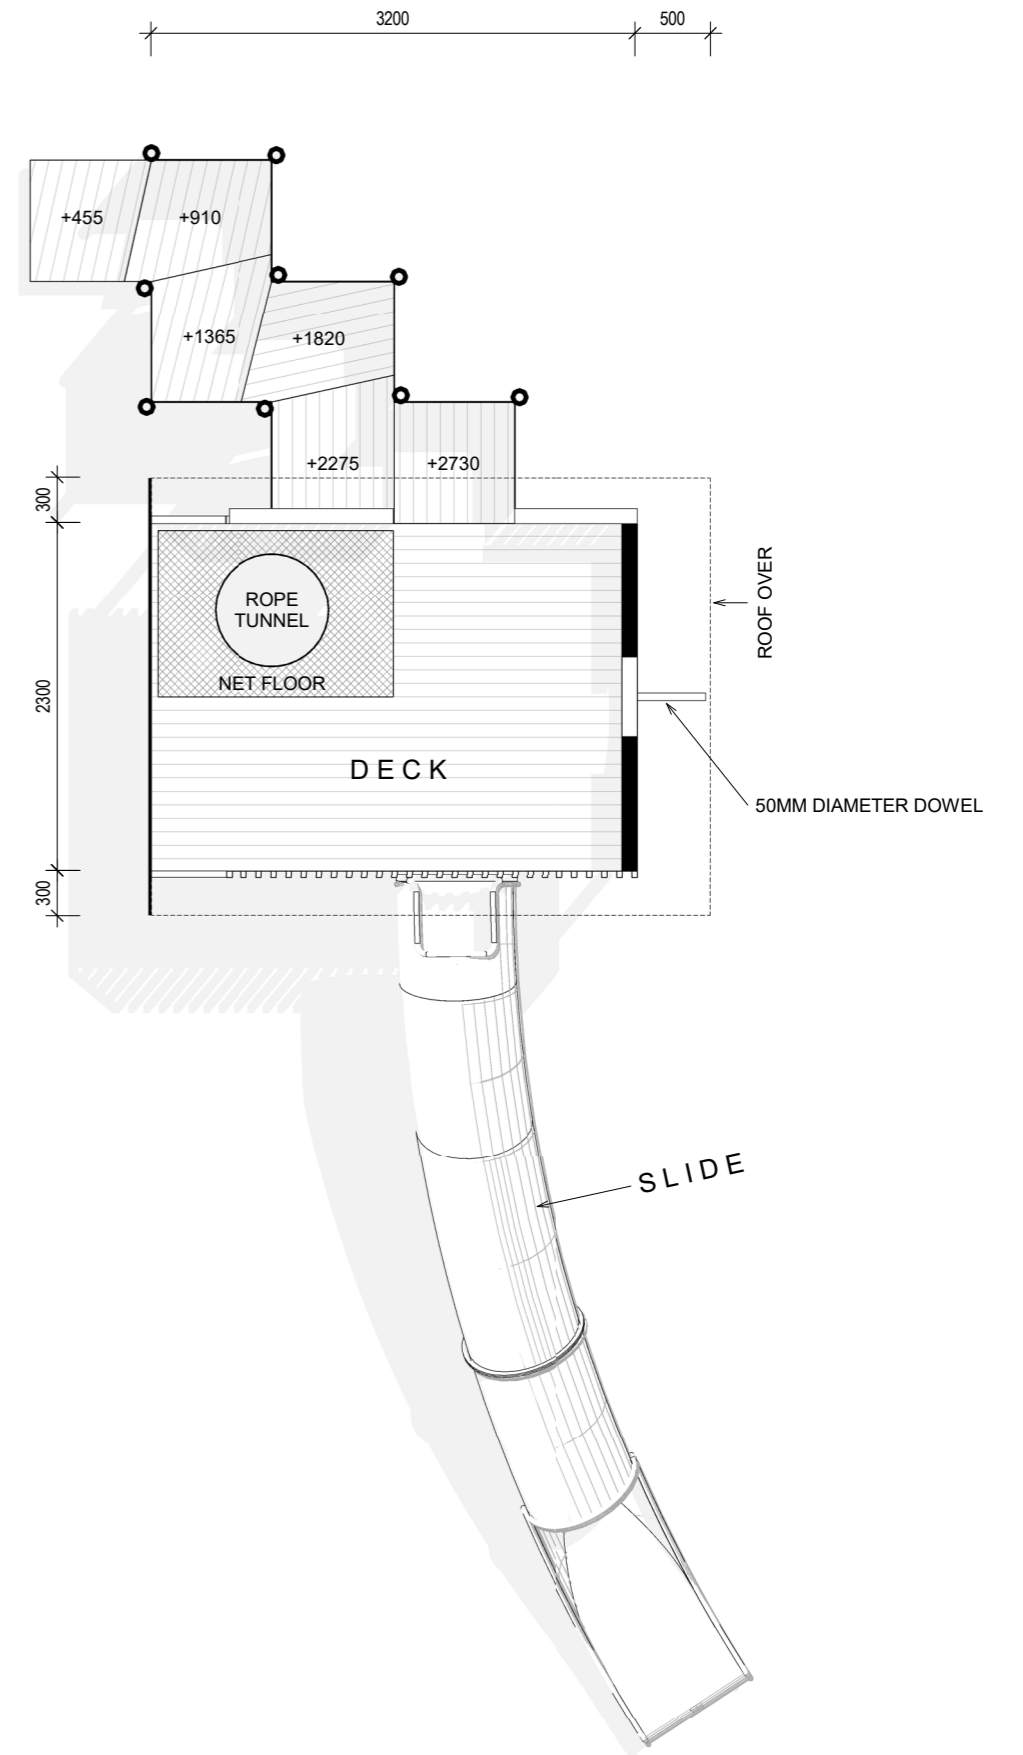 3200
500
+455
+910
+1365
+1820
+2275
+2730
300
ROPE
TUNNEL
NET FLOOR
ROOF OVER
2300
DECK
50MM DIAMETER DOWEL
300
SLIDE